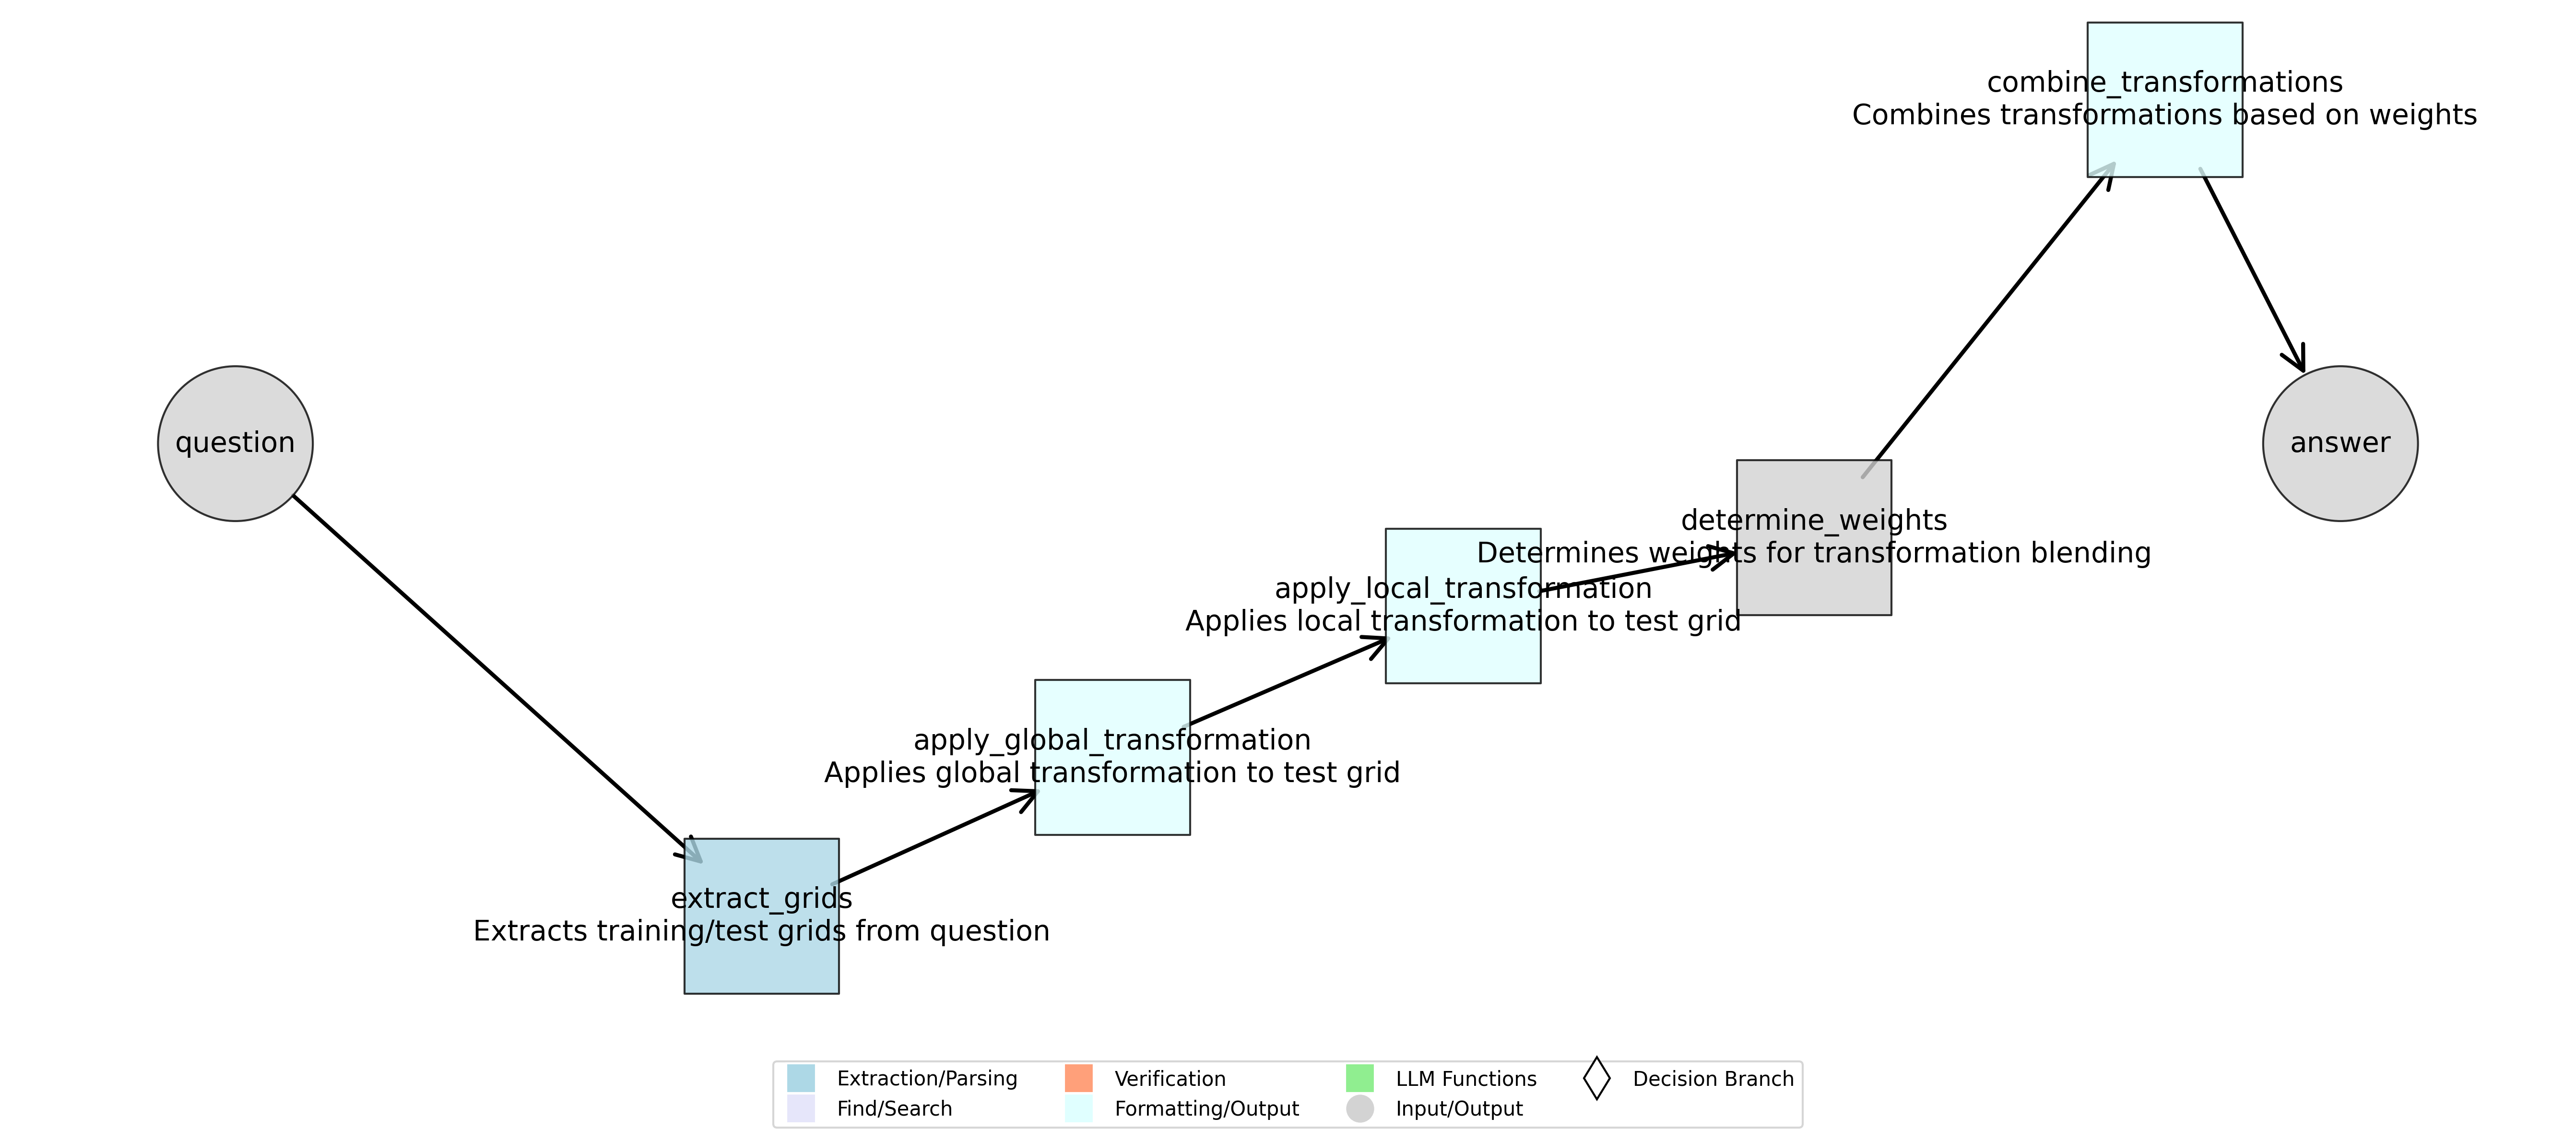 combine_transformations
Combines transformations based on weights
question
answer
determine_weights
Determines weights for transformation blending
apply_local_transformation
Applies local transformation to test grid
apply_global_transformation
Applies global transformation to test grid
extract_grids
Extracts training/test grids from question
Extraction/Parsing
Find/Search
Verification
Formatting/Output
LLM Functions
Input/Output
Decision Branch